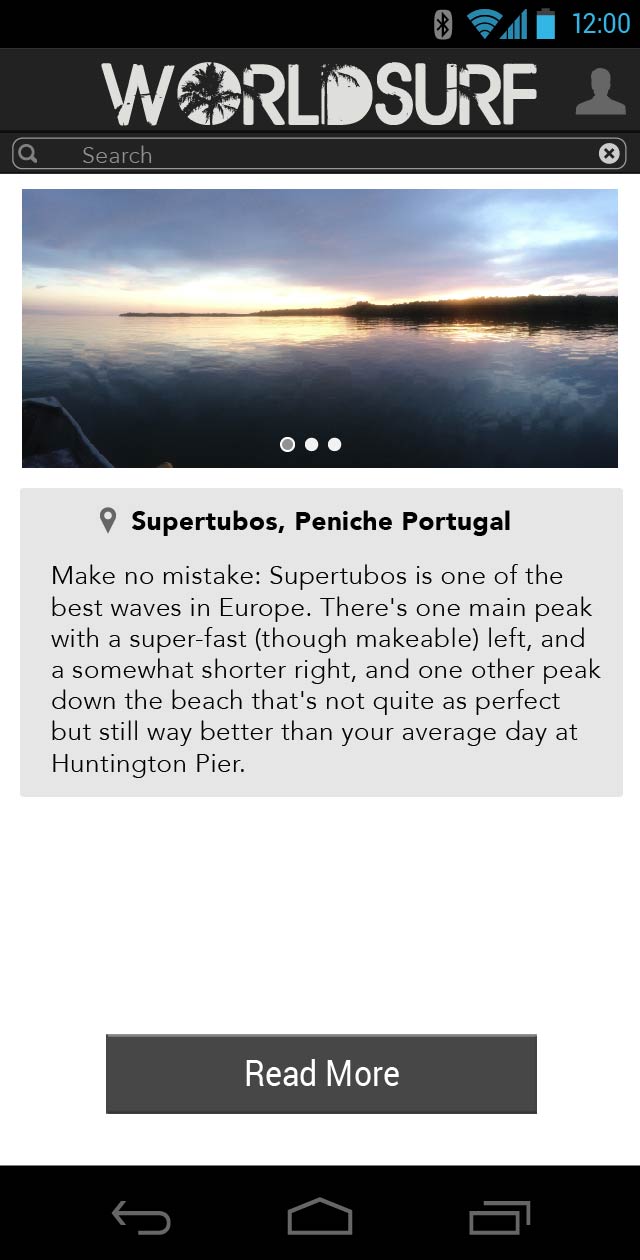 12:00
WORLDSURF
Search
Supertubos, Peniche Portugal
Make no mistake: Supertubos is one of the
best waves in Europe. There's one main peak
with a super-fast (though makeable) left, and
a somewhat shorter right, and one other peak
down the beach that's not quite as perfect
but still way better than your average day at
Huntington Pier.
Read More